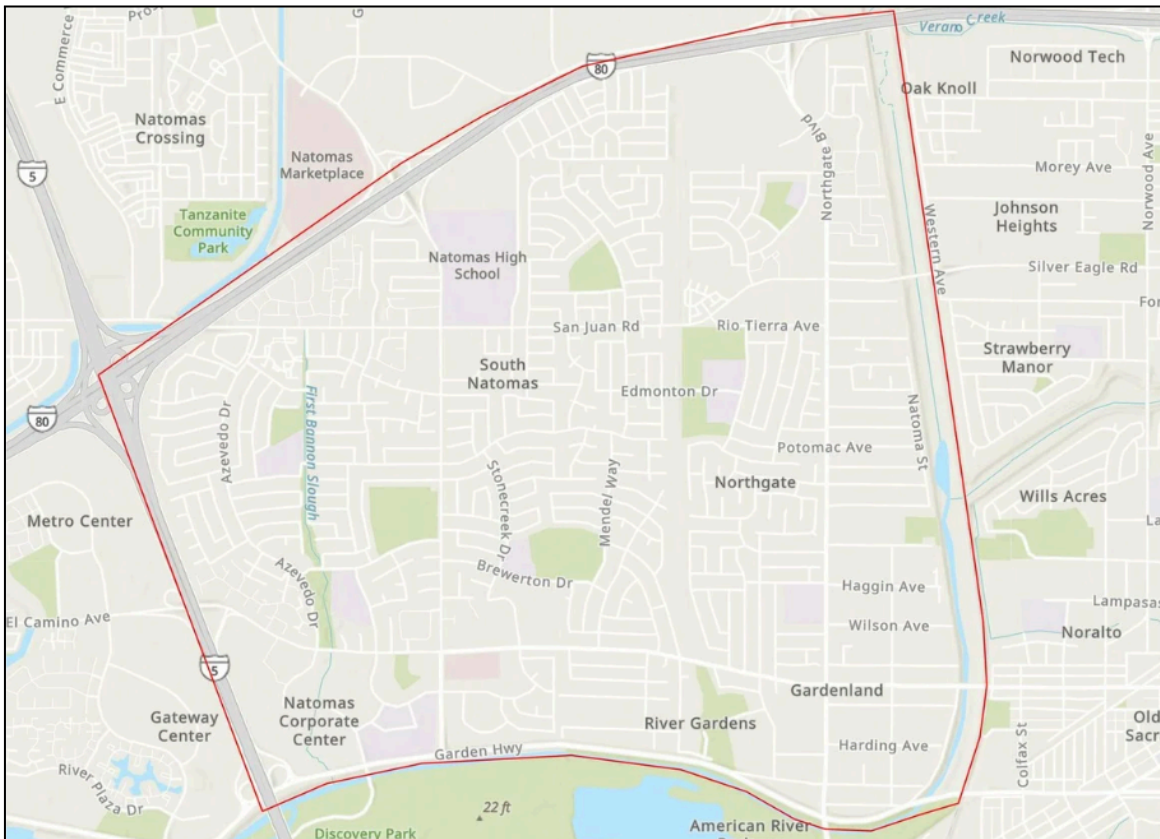 Verano Creek
E Commerce
80
Norwood Tech
Oak Knoll
Natomas
Crossing
Natomas
Marketplace
Northgate Blvd
Morey Ave
Norwood Ave
5
Tanzanite
Community
Park
Western Ave
Johnson
Heights
Natomas High
School
Silver Eagle Rd
San Juan Rd
Rio Tierra Ave
South
Natomas
Strawberry
Manor
Edmonton Dr
Azevedo Dr
First Bannon Slough
Natoma St
80
Potomac Ave
Stonecreek Dr
Mendel Way
Northgate
Wills Acres
Metro Center
Azevedo Dr
Brewerton Dr
Haggin Ave
El Camino Ave
Wilson Ave
Lampasas
Noralto
5
Natomas
Corporate
Center
Gardenland
Gateway
Center
River Gardens
Old
Sacr
Garden Hwy
Harding Ave
Colfax St
River Plaza Dr
22 ft
Discovery Park
American River